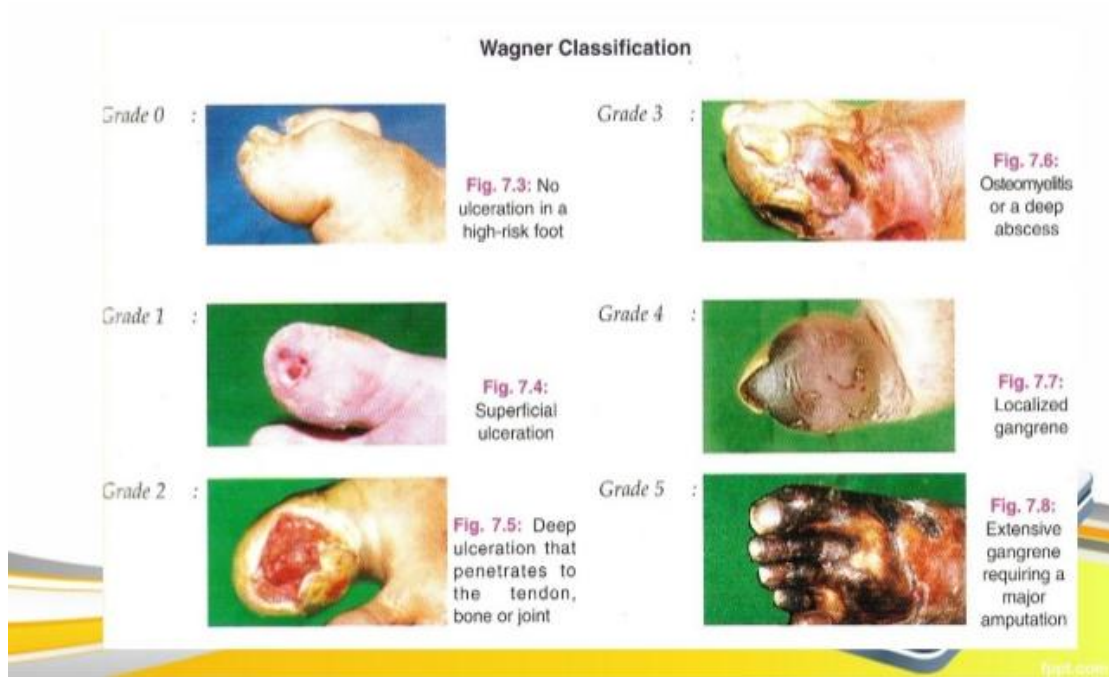 Wagner Classification
Grade 0 :
Fig. 7.3: No
ulceration in a
high-risk foot
Grade 1 :
Fig. 7.4:
Superficial
ulceration
Grade 2 :
Fig. 7.5: Deep
ulceration that
penetrates to
the tendon,
bone or joint
Grade 3 :
Fig. 7.6:
Osteomyelitis
or a deep
abscess
Grade 4 :
Fig. 7.7:
Localized
gangrene
Grade 5 :
Fig. 7.8:
Extensive
gangrene
requiring a
major
amputation
fppt.com